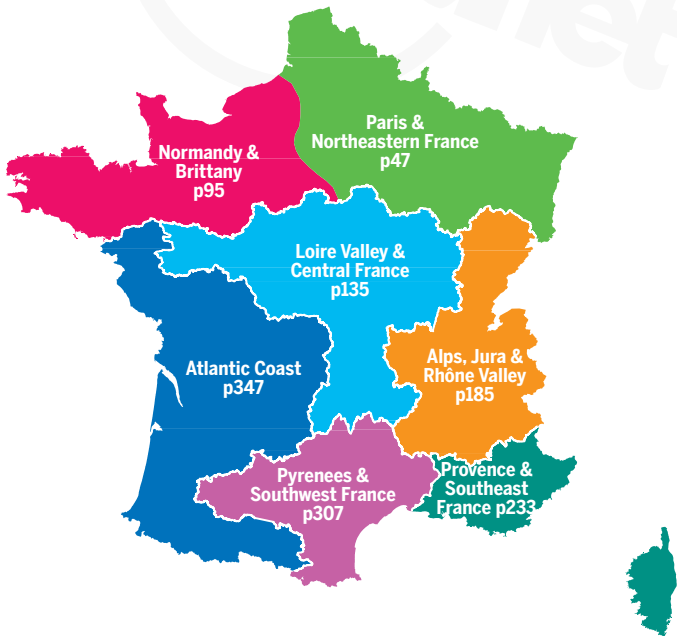 Paris &
Northeastern France
p47
Normandy &
Brittany
p95
Loire Valley &
Central France
p135
Atlantic Coast
p347
Alps, Jura &
Rhône Valley
p185
Pyrenees &
Southwest France
p307
Provence &
Southeast
France p233